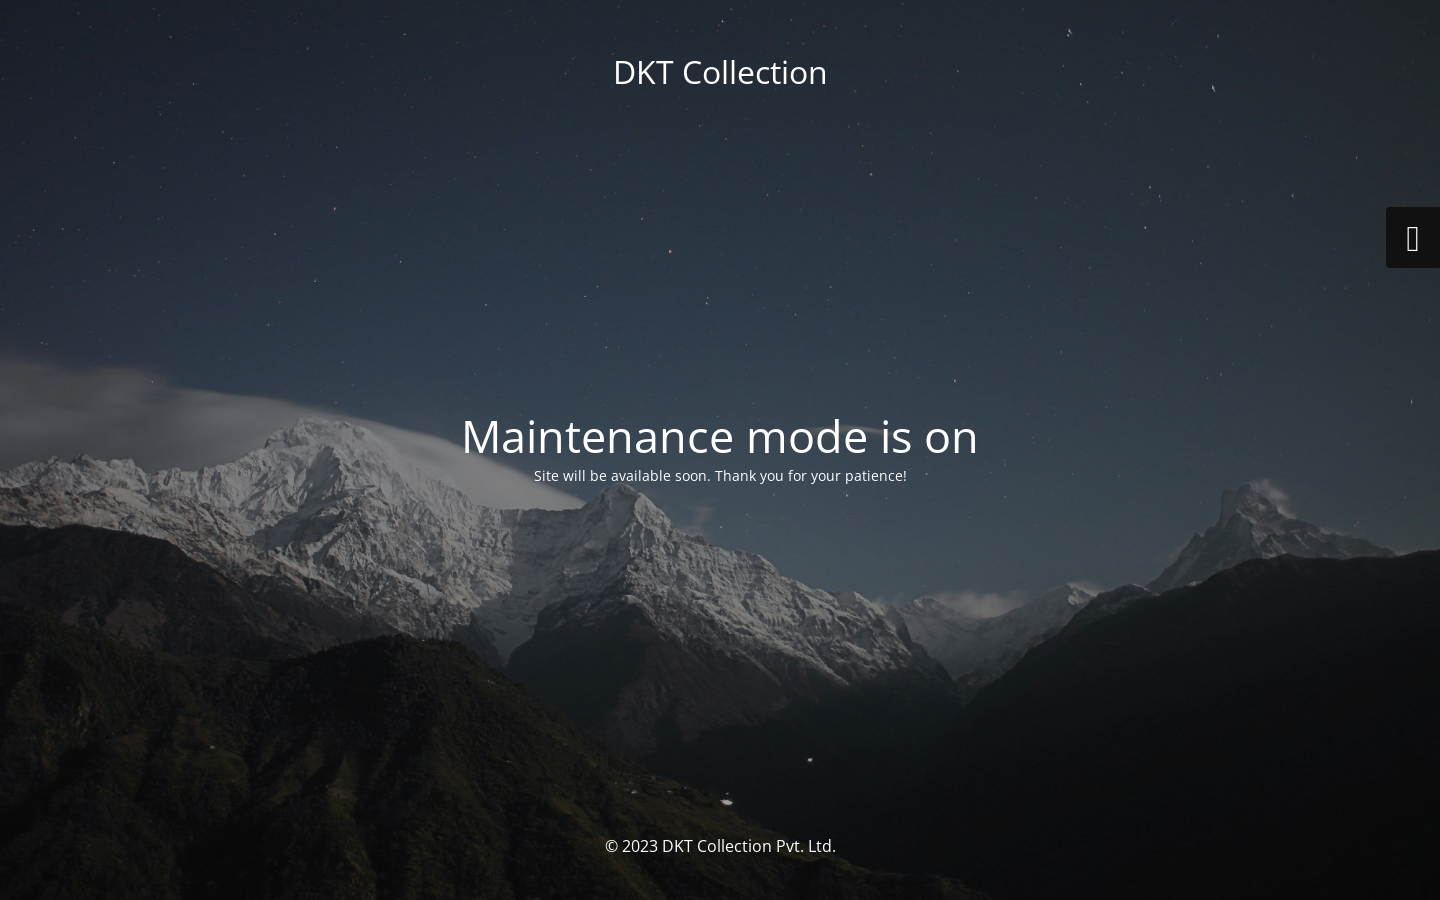 DKT Collection
Maintenance mode is on
Site will be available soon. Thank you for your patience!
© 2023 DKT Collection Pvt. Ltd.